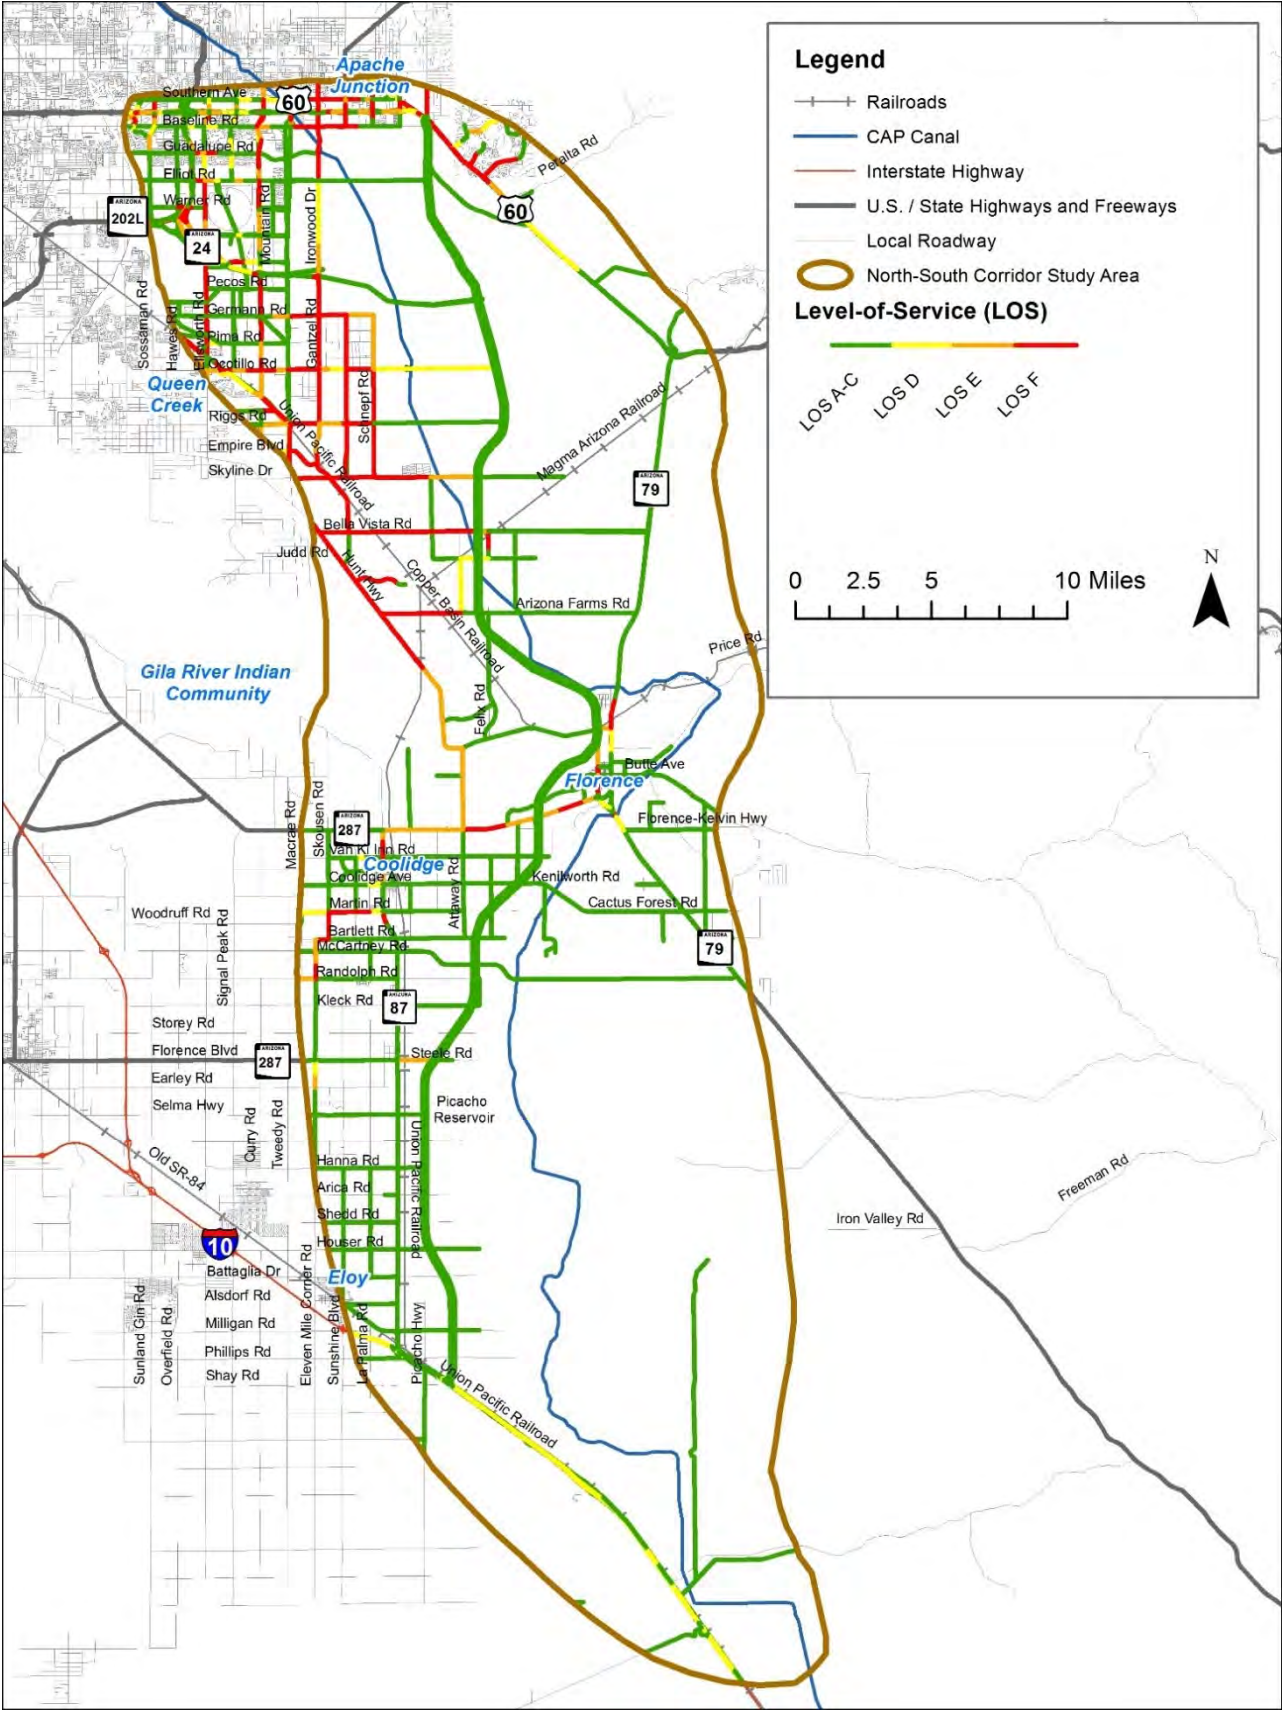 Apache
Junction
Southern Ave
60
Baseline Rd
Guadalupe Rd
Elliot Rd
Peralta Rd
Warner Rd
ARIZONA
202L
60
24
Mountain Rd
Ironwood Dr
Pecos Rd
Sossaman Rd
Hawes Rd
Ellsworth Rd
Germann Rd
Gantzel Rd
Pima Rd
Ocotillo Rd
Queen
Creek
Schnepf Rd
Riggs Rd
Union Pacific Railroad
Empire Blvd
Skyline Dr
Magma Arizona Railroad
ARIZONA
79
Bella Vista Rd
Judd Rd
Hunt Hwy
Copper Basin Railroad
Arizona Farms Rd
Price Rd
Gila River Indian
Community
Felix Rd
Butte Ave
Florence
Macrae Rd
Skousen Rd
ARIZONA
287
Florence-Kelvin Hwy
Van Ki Inn Rd
Coolidge
Coolidge Ave
Attaway Rd
Kenilworth Rd
Martin Rd
Cactus Forest Rd
Woodruff Rd
Signal Peak Rd
Bartlett Rd
McCartney Rd
ARIZONA
79
Randolph Rd
Kleck Rd
ARIZONA
87
Storey Rd
Florence Blvd
ARIZONA
287
Steele Rd
Earley Rd
Selma Hwy
Picacho
Reservoir
Curry Rd
Tweedy Rd
Old SR-84
Union Pacific Railroad
Hanna Rd
Arica Rd
Shedd Rd
Freeman Rd
Iron Valley Rd
10
Houser Rd
Battaglia Dr
Eloy
Alsdorf Rd
Milligan Rd
Phillips Rd
Shay Rd
Sunland Gin Rd
Overfield Rd
Eleven Mile Corner Rd
Sunshine Blvd
La Palma Rd
Picacho Hwy
Union Pacific Railroad
Legend
Railroads
CAP Canal
Interstate Highway
U.S. / State Highways and Freeways
Local Roadway
North-South Corridor Study Area
Level-of-Service (LOS)
LOS A-C
LOS D
LOS E
LOS F
N
0 2.5 5 10 Miles